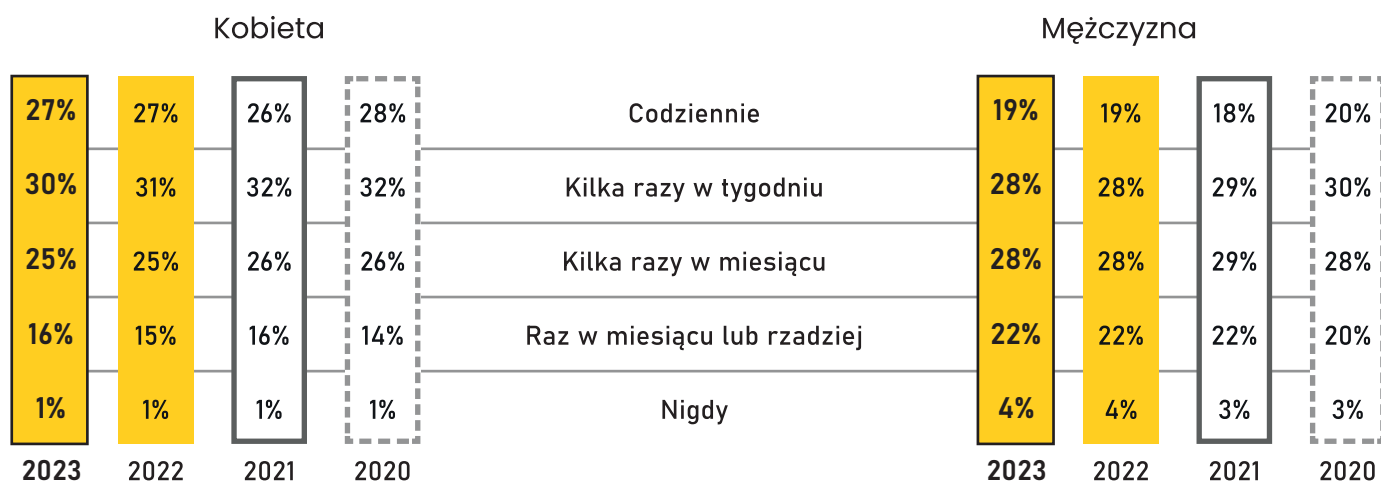 Kobieta Mężczyzna
27% 27% 26% 28% Codziennie 19% 19% 18% 20%
30% 31% 32% 32% Kilka razy w tygodniu 28% 28% 29% 30%
25% 25% 26% 26% Kilka razy w miesiącu 28% 28% 29% 28%
16% 15% 16% 14% Raz w miesiącu lub rzadziej 22% 22% 22% 20%
1% 1% 1% 1% Nigdy 4% 4% 3% 3%
2023 2022 2021 2020 2023 2022 2021 2020